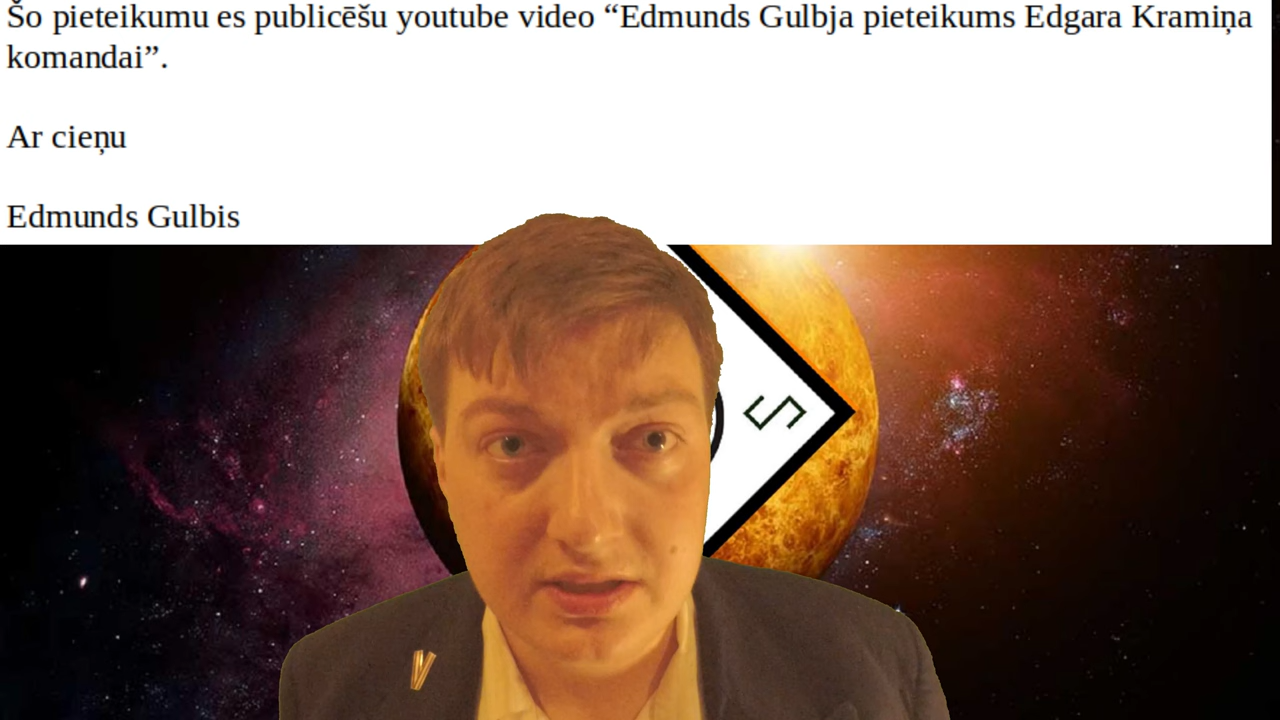 Šo pieteikumu es publicēšu youtube video “Edmunds Gulbja pieteikums Edgara Kramiņa
komandai”.
Ar cieņu
Edmunds Gulbis
S